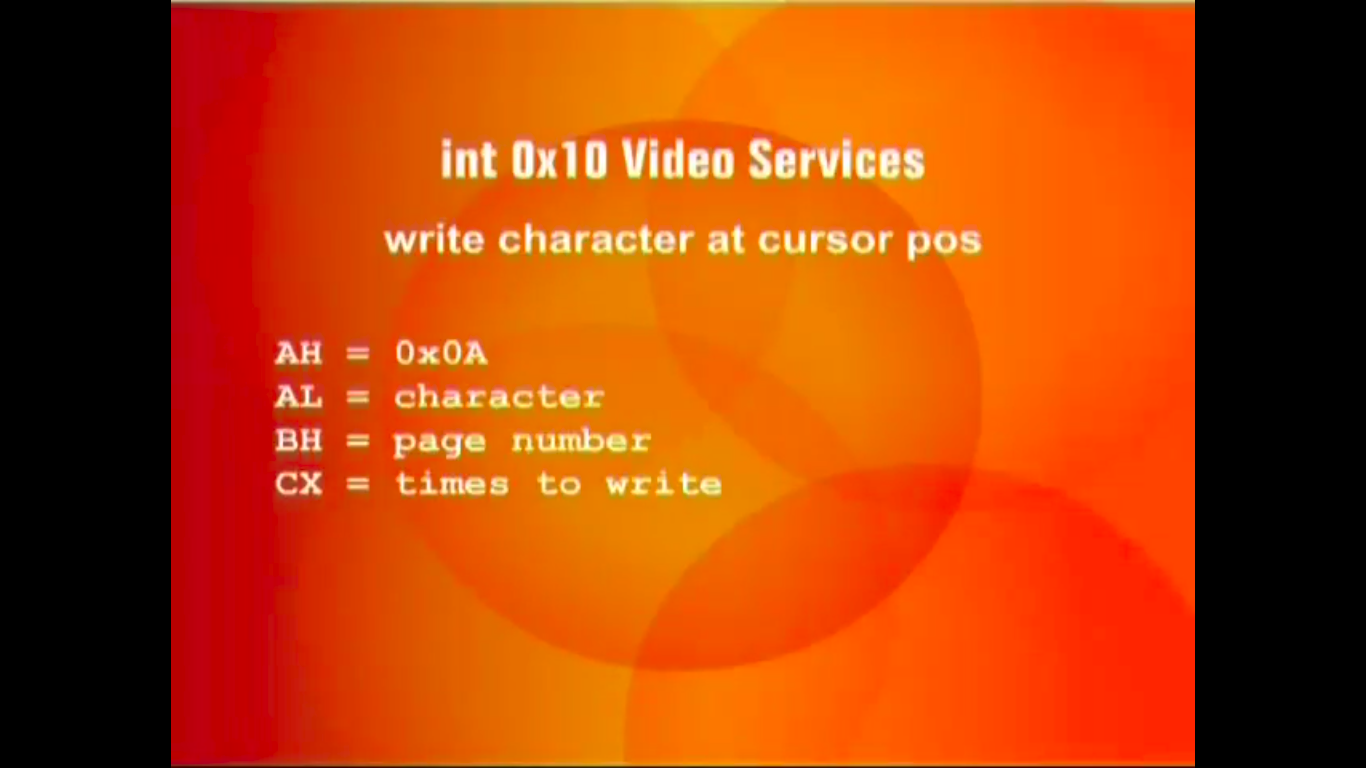 int 0x10 Video Services
write character at cursor pos
AH = 0x0A
AL = character
BH = page number
CX = times to write